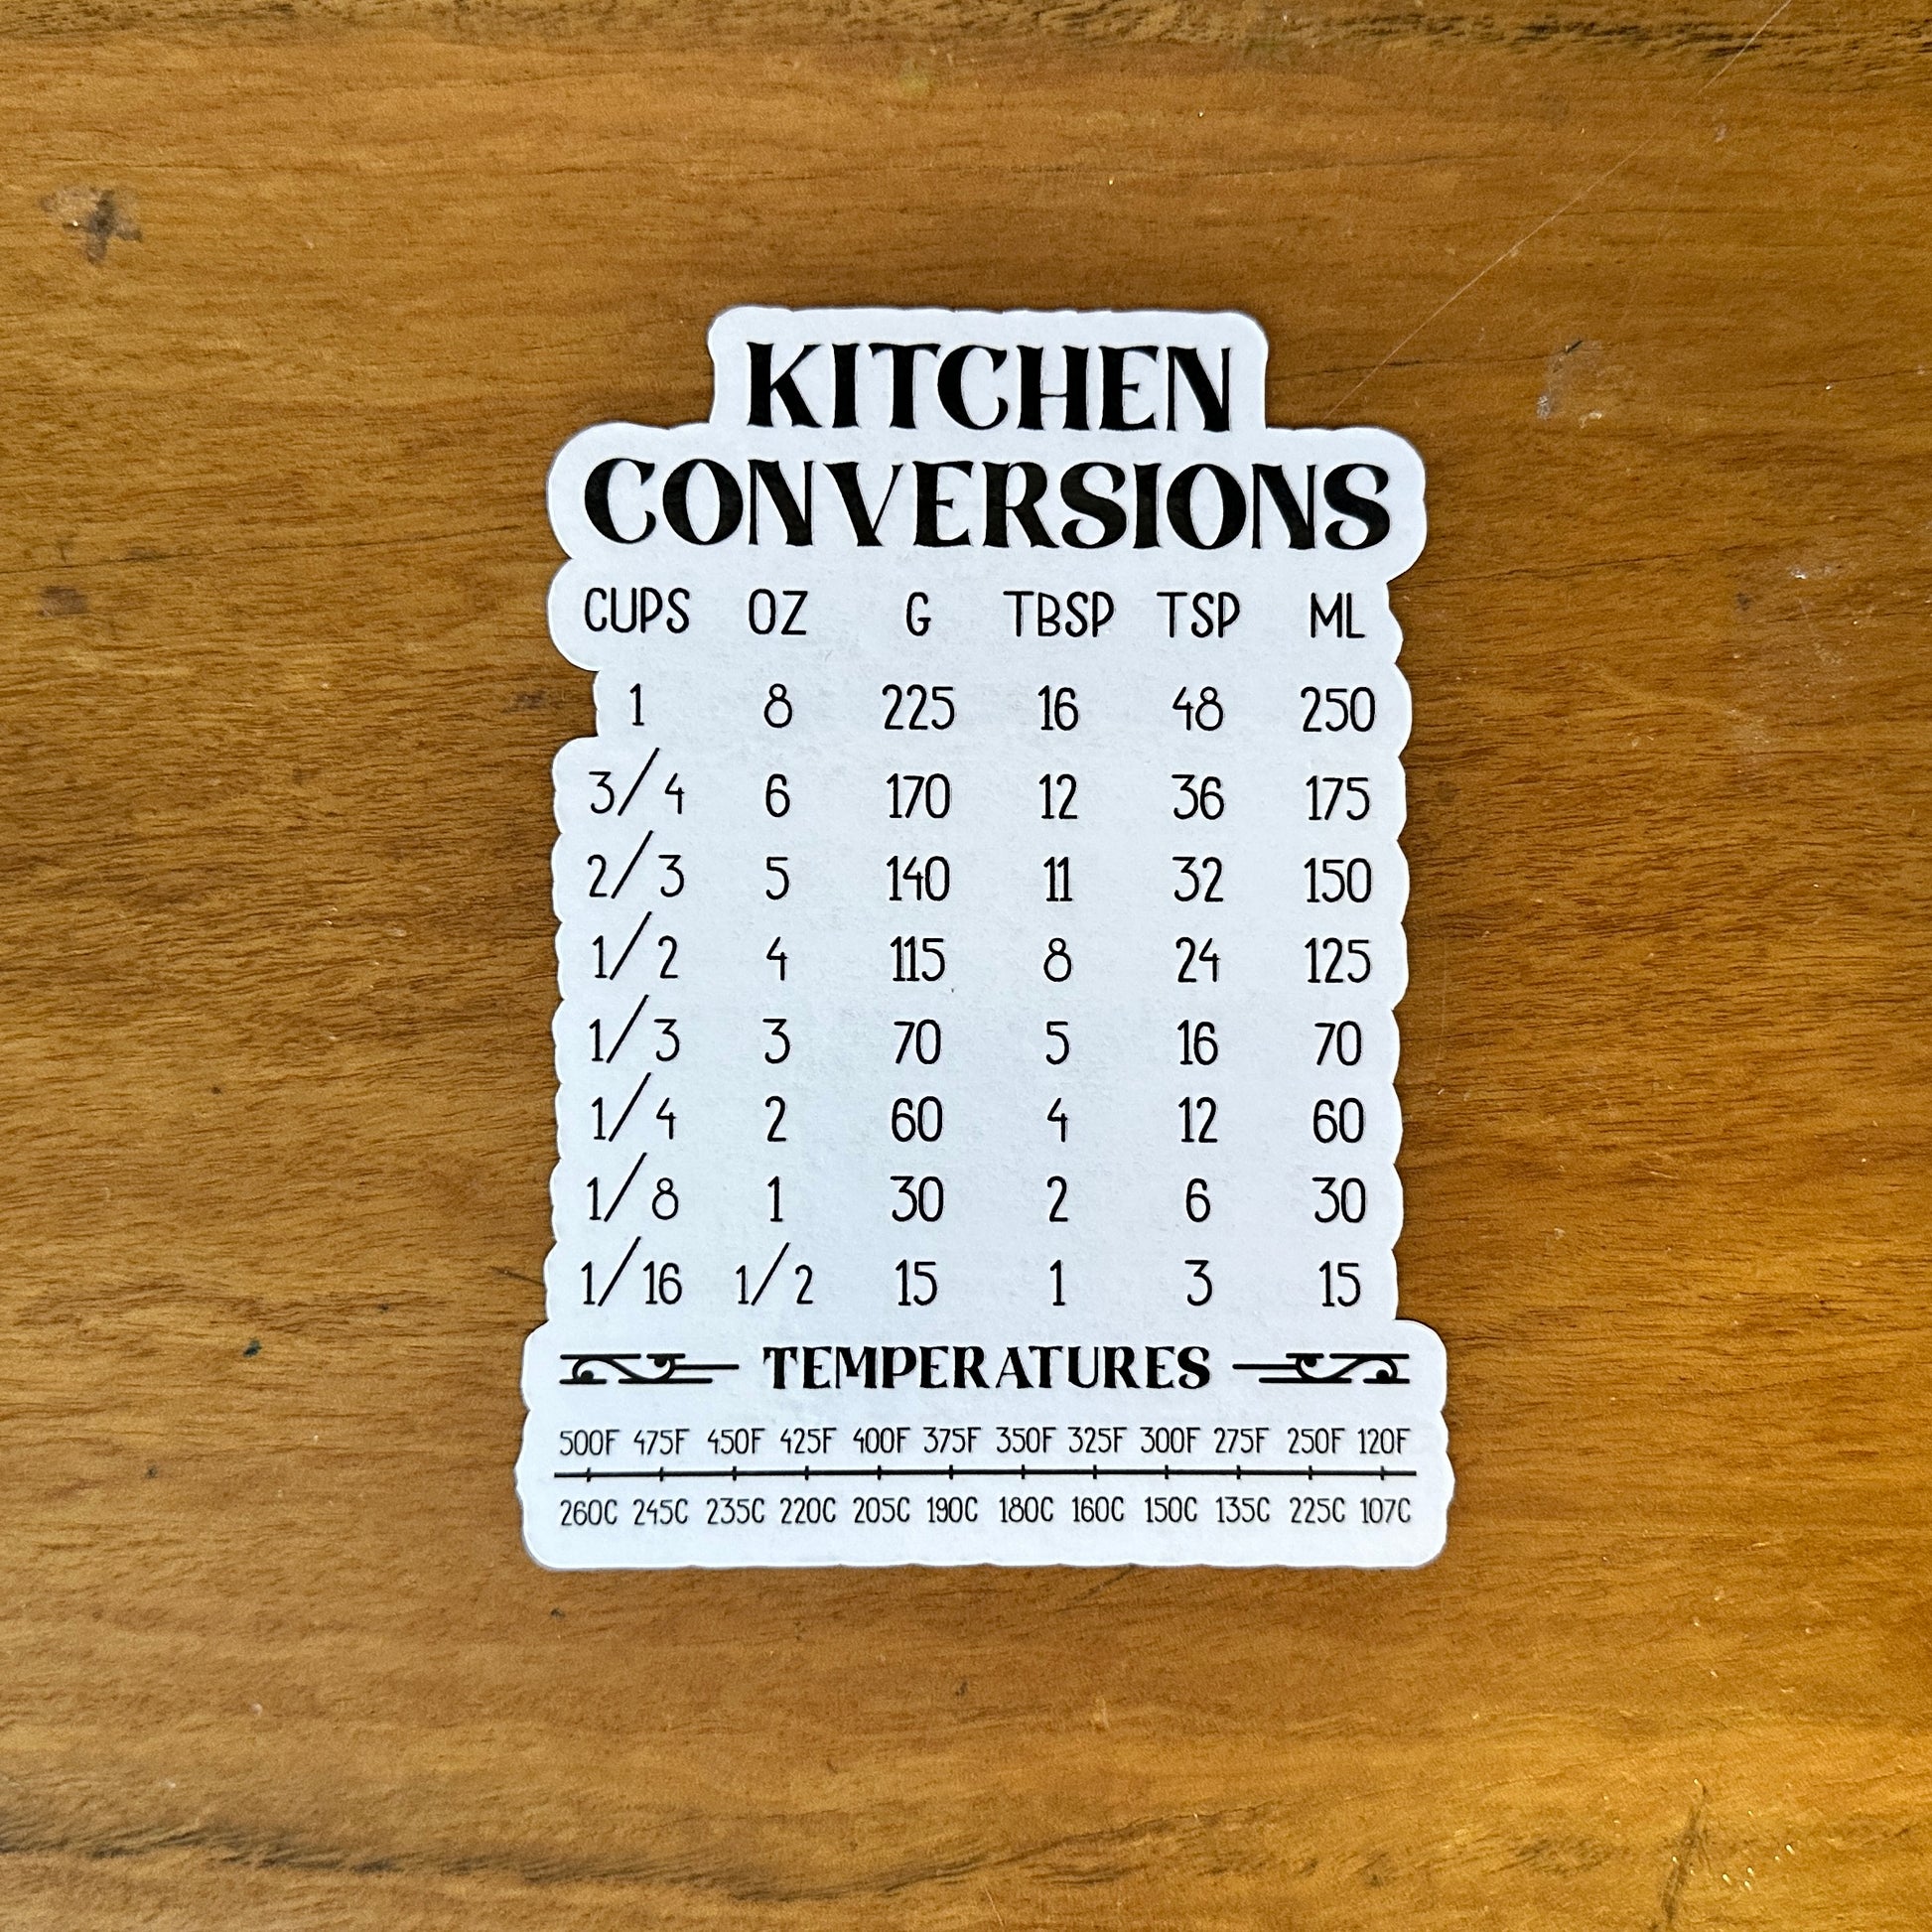 KITCHEN
CONVERSIONS
CUPS OZ G TBSP TSP ML
1 8 225 16 48 250
3/4 6 170 12 36 175
2/3 5 140 11 32 150
1/2 4 115 8 24 125
1/3 3 70 5 16 70
1/4 2 60 4 12 60
1/8 1 30 2 6 30
1/16 1/2 15 1 3 15
TEMPERATURES
500F 475F 450F 425F 400F 375F 350F 325F 300F 275F 250F 120F
260C 245C 235C 220C 205C 190C 180C 160C 150C 135C 225C 107C